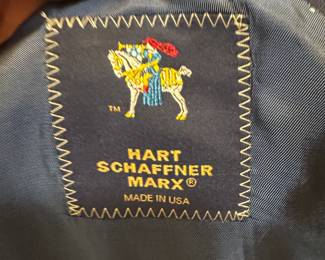 TM
HART
SCHAFFNER
MARX®
MADE IN USA